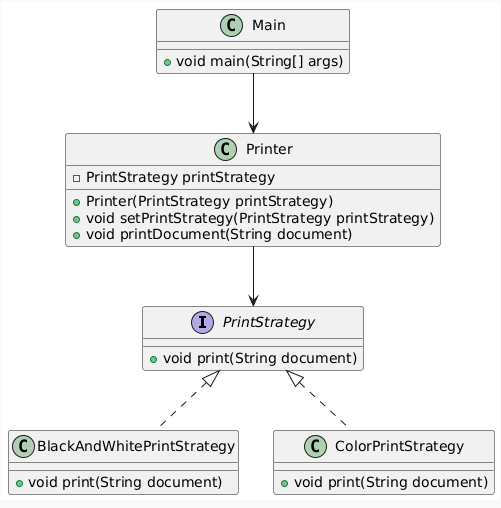 C Main
void main(String[] args)
C Printer
PrintStrategy printStrategy
Printer(PrintStrategy printStrategy)
void setPrintStrategy(PrintStrategy printStrategy)
void printDocument(String document)
I PrintStrategy
void print(String document)
C BlackAndWhitePrintStrategy
void print(String document)
C ColorPrintStrategy
void print(String document)